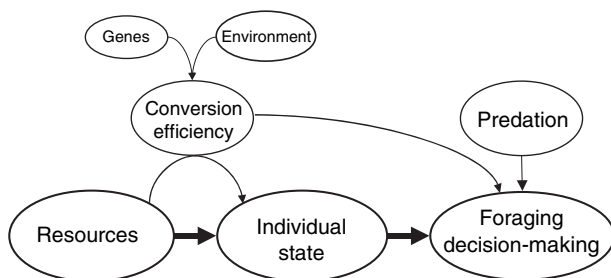 Genes
Environment
Conversion
efficiency
Predation
Resources
Individual
state
Foraging
decision-making